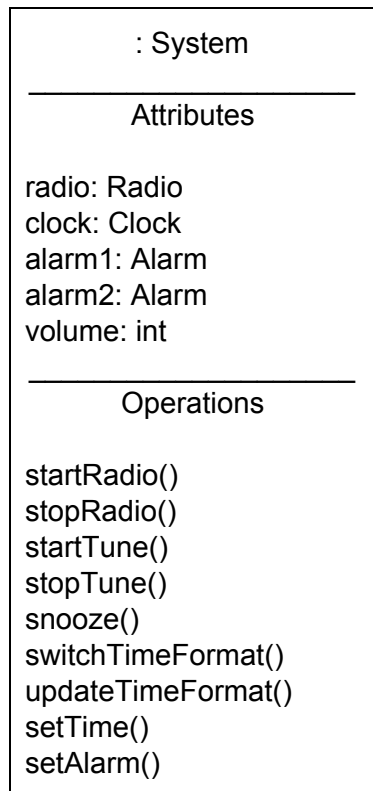 : System
Attributes
radio: Radio
clock: Clock
alarm1: Alarm
alarm2: Alarm
volume: int
Operations
startRadio()
stopRadio()
startTune()
stopTune()
snooze()
switchTimeFormat()
updateTimeFormat()
setTime()
setAlarm()